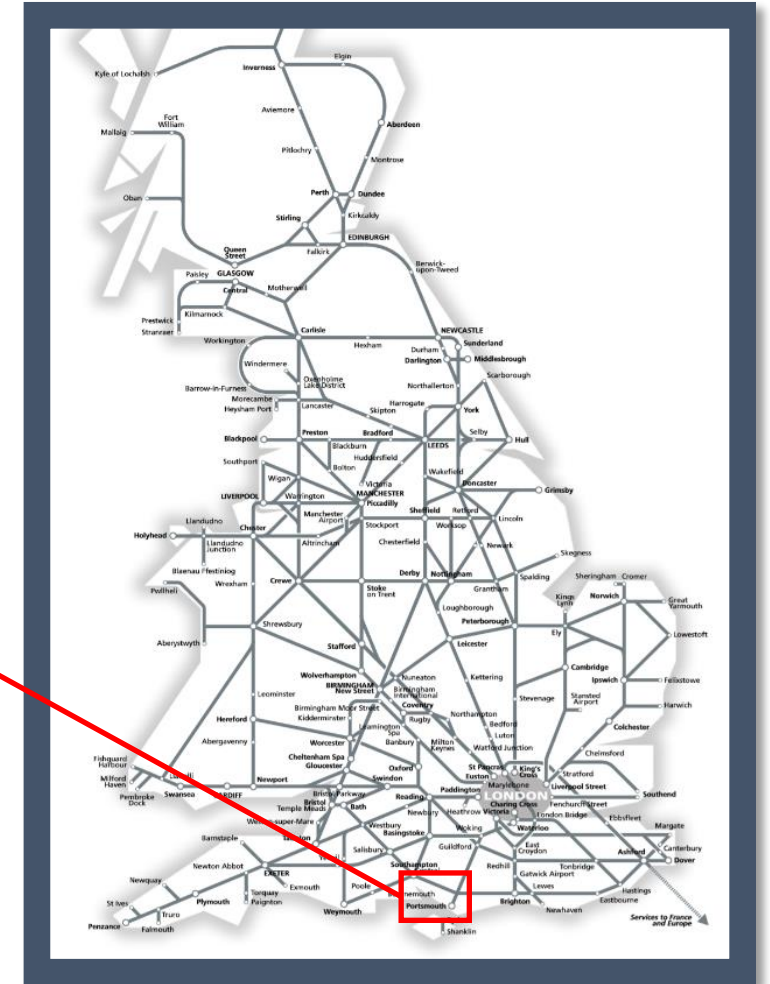 Elgin
Inverness
Kyle of Lochalsh
Aviemore
Fort
William
Aberdeen
Mallaig
Pitlochry
Montrose
Perth
Dundee
Oban
Stirling
Kirkcaldy
EDINBURGH
Queen
Street
Falkirk
Berwick-
upon-Tweed
Paisley
GLASGOW
Central
Motherwell
Prestwick
Kilmarnock
Stranraer
Carlisle
NEWCASTLE
Workington
Hexham
Sunderland
Durham
Darlington
Middlesbrough
Windermere
Scarborough
Oxenholme
Lake District
Northallerton
Barrow-in-Furness
Morecambe
Harrogate
Heysham Port
Lancaster
Skipton
York
Blackpool
Preston
Bradford
Selby
Blackburn
LEEDS
Hull
Southport
Huddersfield
Bolton
Wakefield
Wigan
Victoria
Doncaster
LIVERPOOL
Warrington
MANCHESTER
Piccadilly
Grimsby
Manchester
Airport
Sheffield
Retford
Llandudno
Stockport
Worksop
Lincoln
Holyhead
Chester
Llandudno
Junction
Altrincham
Chesterfield
Newark
Skegness
Blaenau Ffestiniog
Derby
Nottingham
Sheringham
Cromer
Pwllheli
Wrexham
Crewe
Stoke
on Trent
Grantham
Spalding
Kings
Lynn
Norwich
Great
Yarmouth
Loughborough
Peterborough
Aberystwyth
Shrewsbury
Stafford
Leicester
Ely
Lowestoft
Wolverhampton
Nuneaton
Kettering
Cambridge
BIRMINGHAM
New Street
Birmingham
International
Ipswich
Felixstowe
Leominster
Birmingham Moor Street
Coventry
Stevenage
Stansted
Airport
Harwich
Kidderminster
Rugby
Northampton
Hereford
Leamington
Spa
Bedford
Colchester
Abergavenny
Worcester
Banbury
Milton
Keynes
Luton
Cheltenham Spa
Watford Junction
Chelmsford
Fishguard
Harbour
Gloucester
Oxford
St Pancras
King's
Cross
Milford
Haven
Newport
Swindon
Euston
Stratford
Pembroke
Dock
Swansea
CARDIFF
Parkway
Reading
Paddington
Marylebone
Liverpool Street
Southend
Bristol
Temple Meads
Bath
LONDON
Newbury
Heathrow
Victoria
Charing Cross
Fenchurch Street
Westbury
London Bridge
Ebbsfleet
Barnstaple
Basingstoke
Woking
Waterloo
Margate
Salisbury
Guildford
East
Croydon
Canterbury
Newton Abbot
Southampton
Redhill
Tonbridge
Ashford
Dover
Newquay
EXETER
Gatwick Airport
Exmouth
Poole
Lewes
Hastings
St Ives
Plymouth
Torquay
Paignton
Portsmouth
Brighton
Eastbourne
Truro
Weymouth
Newhaven
Penzance
Falmouth
Shanklin
Services to France
and Europe